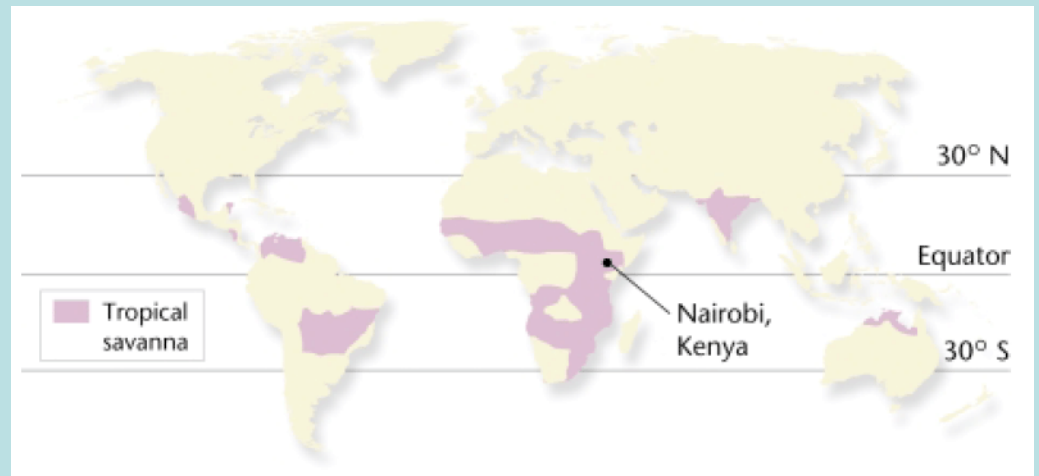 30° N
Equator
Tropical
savanna
Nairobi,
Kenya
30° S